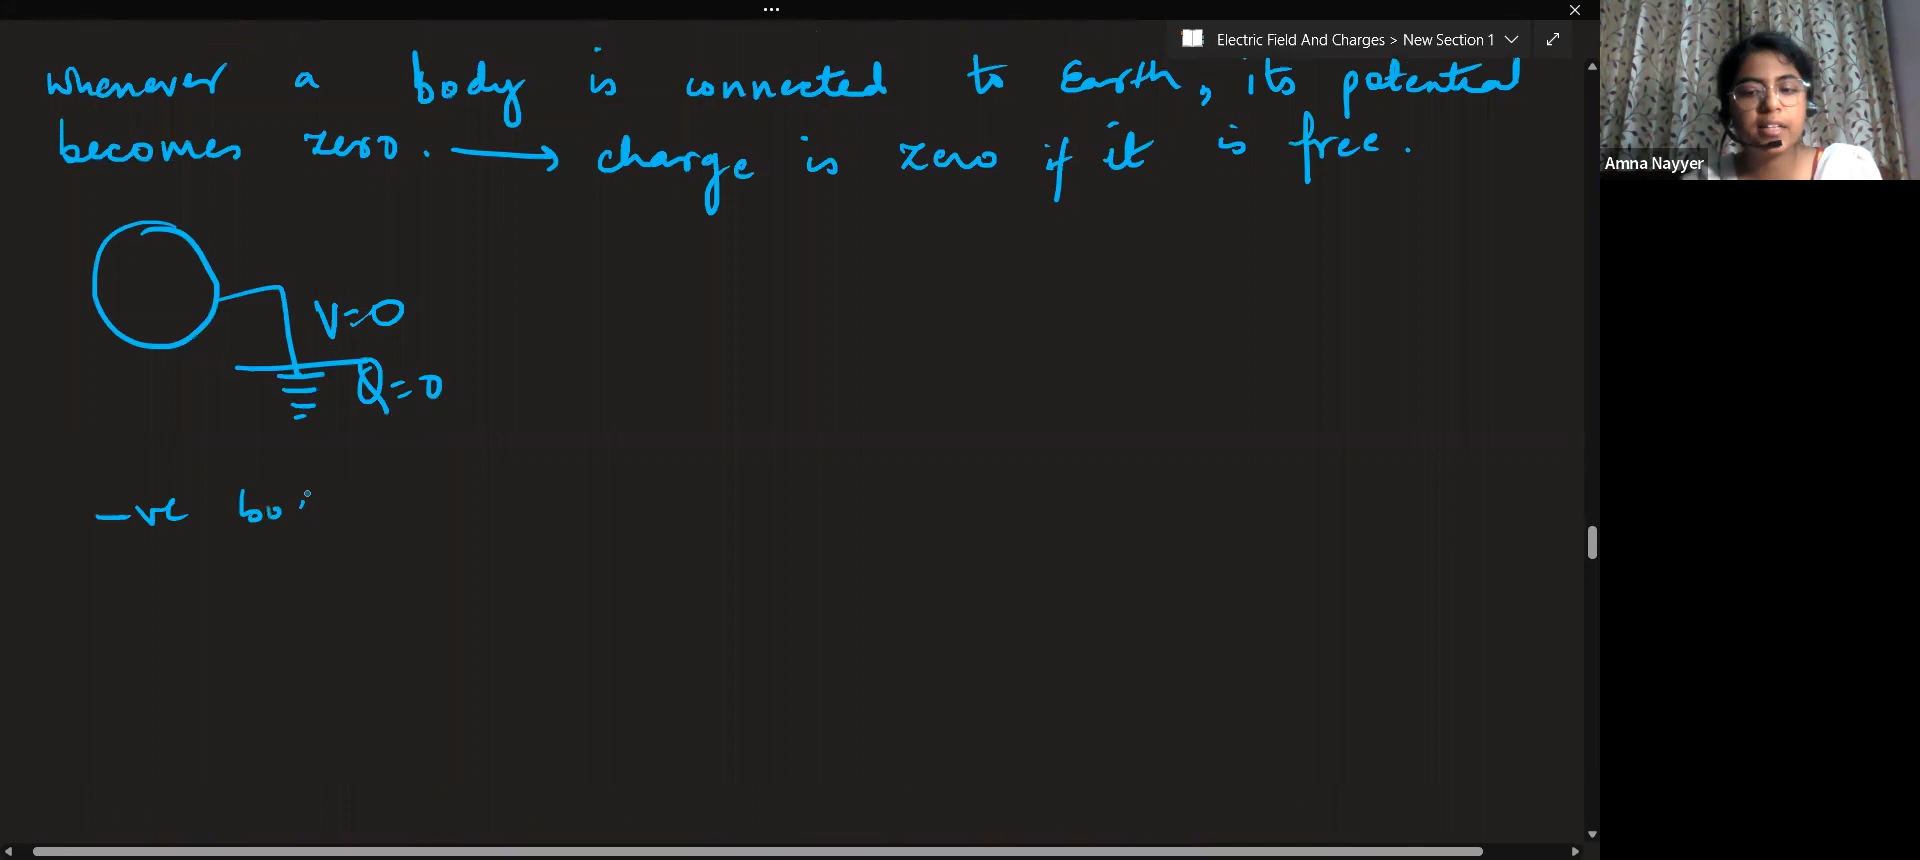 Electric Field And Charges > New Section 1
whenever a body is connected to Earth, its potential
becomes zero. → charge is zero if it is free.
Amna Nayyer
V=0
Q=0
-ve bo